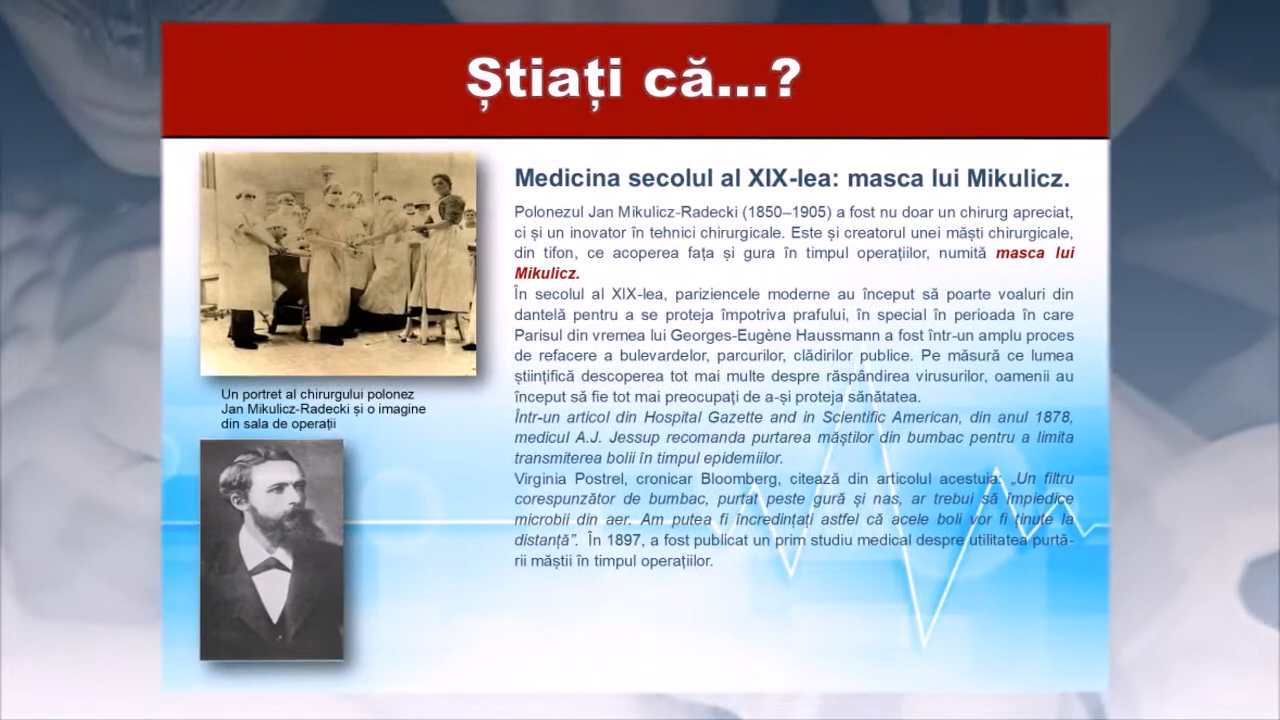 Știați că...?
Medicina secolul al XIX-lea: masca lui Mikulicz.
Polonezul Jan Mikulicz-Radecki (1850–1905) a fost nu doar un chirurg apreciat,
ci și un inovator în tehnici chirurgicale. Este și creatorul unei măști chirurgicale,
din tifon, ce acoperea fața și gura în timpul operațiilor, numită masca lui
Mikulicz.
În secolul al XIX-lea, pariziencele moderne au început să poarte voaluri din
dantelă pentru a se proteja împotriva prafului, în special în perioada în care
Parisul din vremea lui Georges-Eugène Haussmann a fost într-un amplu proces
de refacere a bulevardelor, parcurilor, clădirilor publice. Pe măsură ce lumea
științifică descoperea tot mai multe despre răspândirea virusurilor, oamenii au
început să fie tot mai preocupați de a-și proteja sănătatea.
Într-un articol din Hospital Gazette and in Scientific American, din anul 1878,
medicul A.J. Jessup recomanda purtarea măștilor din bumbac pentru a limita
transmiterea bolii în timpul epidemiilor.
Virginia Postrel, cronicar Bloomberg, citează din articolul acestuia: „Un filtru
corespunzător de bumbac, purtat peste gură și nas, ar trebui să împiedice
microbii din aer. Am putea fi încredințați astfel că acele boli vor fi ținute la
distanță”. În 1897, a fost publicat un prim studiu medical despre utilitatea purtă-
rii măștii în timpul operațiilor.
Un portret al chirurgului polonez
Jan Mikulicz-Radecki și o imagine
din sala de operații